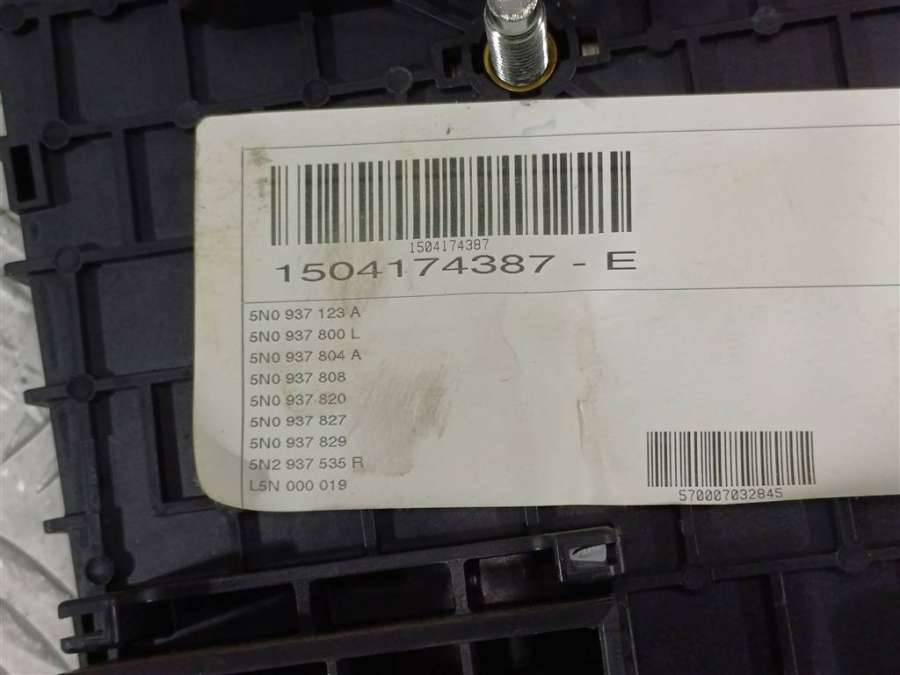 1504174387
1504174387 - E
5N0 937 123 A
5N0 937 800 L
5N0 937 804 A
5N0 937 808
5N0 937 820
5N0 937 827
5N0 937 829
5N2 937 535 R
L5N 000 019
570007032845